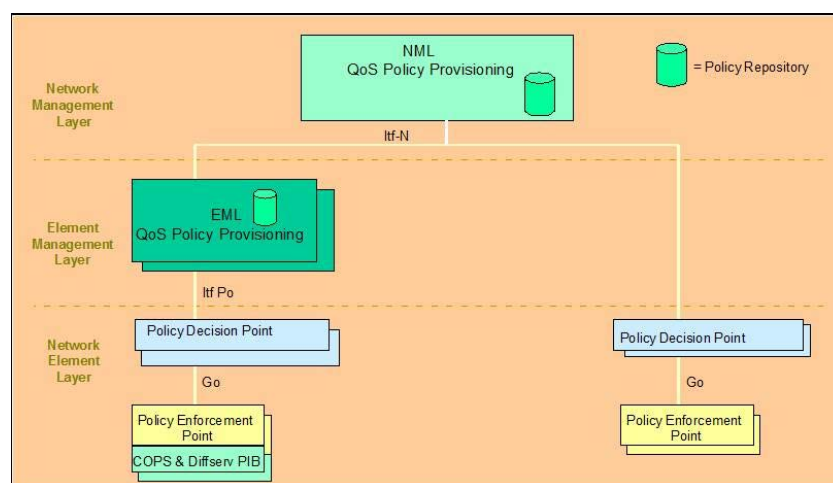 NML
QoS Policy Provisioning
= Policy Repository
Network
Management
Layer
Itf-N
EML
QoS Policy Provisioning
Element
Management
Layer
Itf Po
Policy Decision Point
Policy Decision Point
Network
Element
Layer
Go
Go
Policy Enforcement
Point
COPS & Diffserv PIB
Policy Enforcement
Point